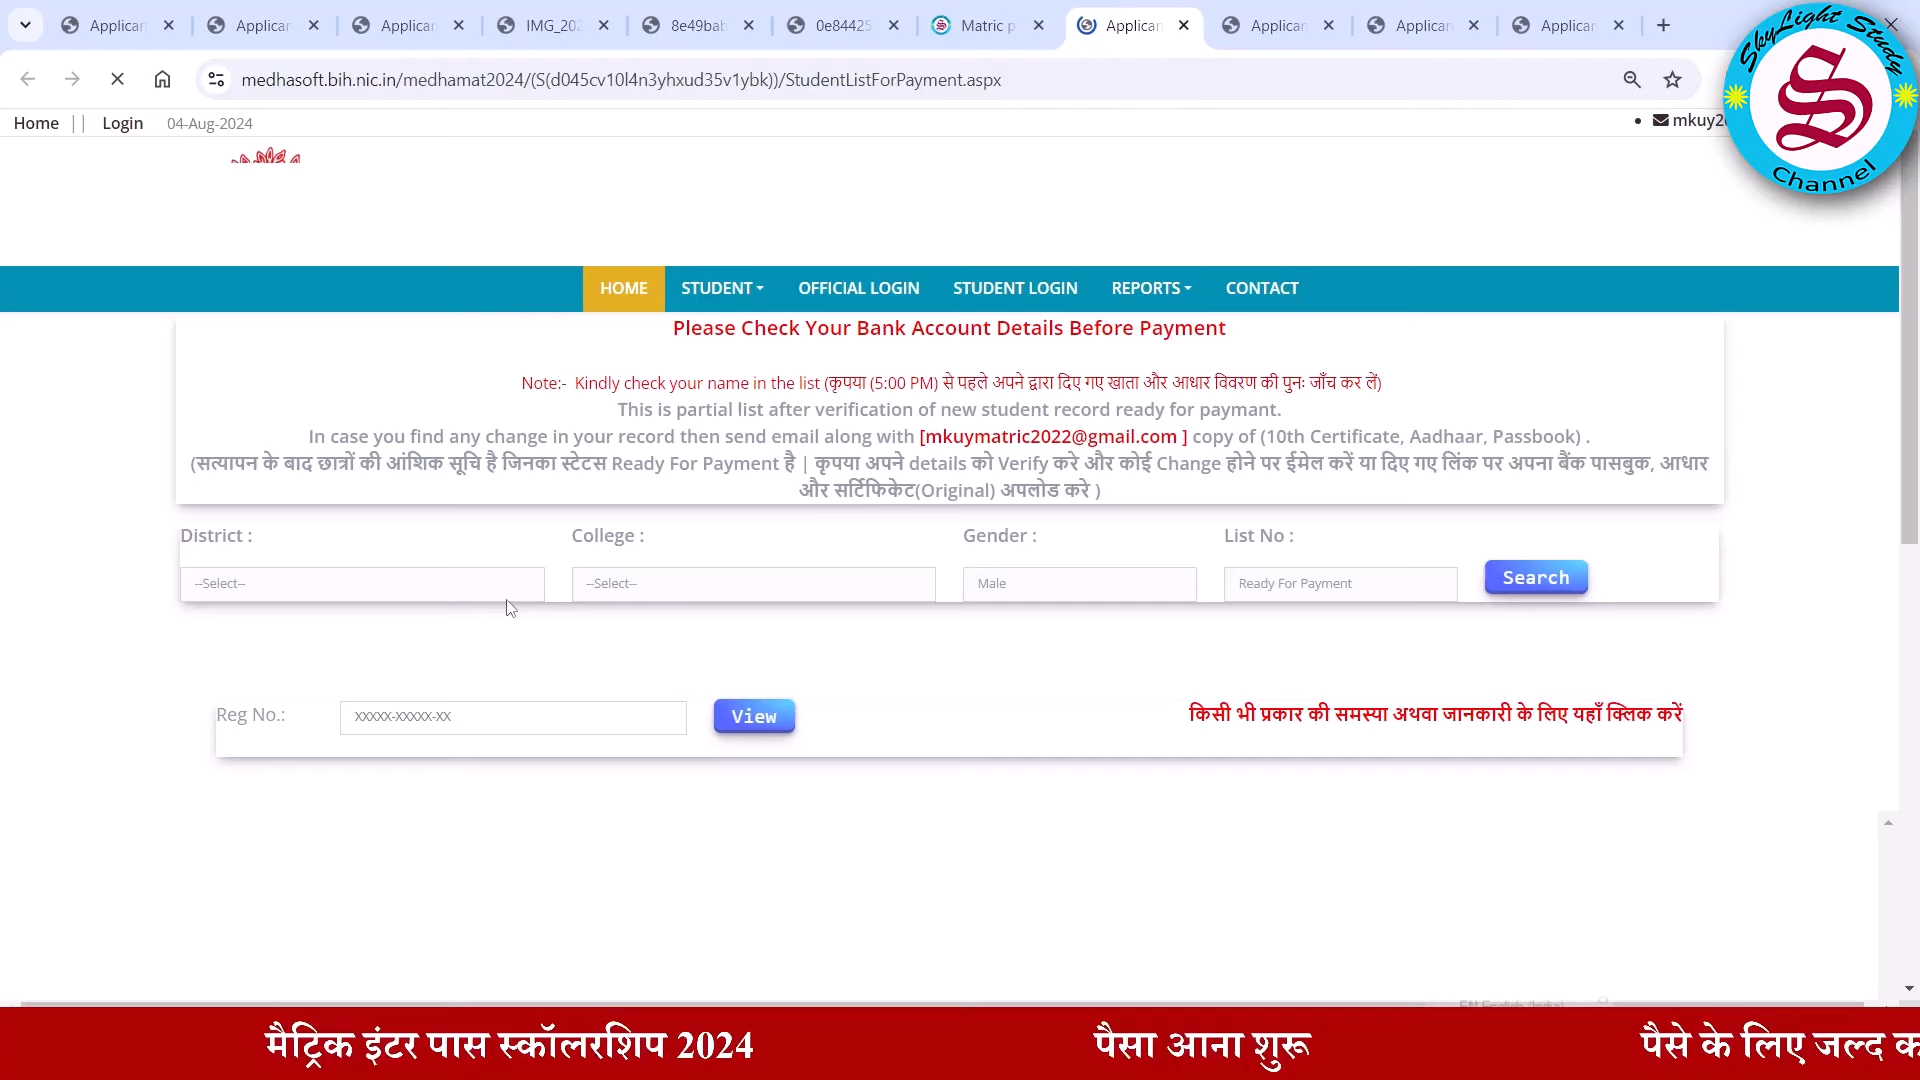 Applican
Applican
Applican
IMG_202
8e49bab
0e84425
Matric p
Applican
Applican
Applican
Applican
medhasoft.bih.nic.in/medhamat2024/(S(d045cv10l4n3yhxud35v1ybk))/StudentListForPayment.aspx
Home || Login 04-Aug-2024
SkyLight Study
S
Channel
HOME STUDENT OFFICIAL LOGIN STUDENT LOGIN REPORTS CONTACT
Please Check Your Bank Account Details Before Payment
Note:- Kindly check your name in the list (कृपया (5:00 PM) से पहले अपने द्वारा दिए गए खाता और आधार विवरण की पुनः जाँच कर लें)
This is partial list after verification of new student record ready for paymant.
In case you find any change in your record then send email along with [mkuymatric2022@gmail.com ] copy of (10th Certificate, Aadhaar, Passbook) .
(सत्यापन के बाद छात्रों की आंशिक सूचि है जिनका स्टेटस Ready For Payment है | कृपया अपने details को Verify करे और कोई Change होने पर ईमेल करें या दिए गए लिंक पर अपना बैंक पासबुक, आधार
और सर्टिफिकेट(Original) अपलोड करे )
District : College : Gender : List No :
--Select-- --Select-- Male Ready For Payment Search
Reg No.: XXXXX-XXXXX-XX View किसी भी प्रकार की समस्या अथवा जानकारी के लिए यहाँ क्लिक करें
EN English (India)
मैट्रिक इंटर पास स्कॉलरशिप 2024 पैसा आना शुरू पैसे के लिए जल्द क